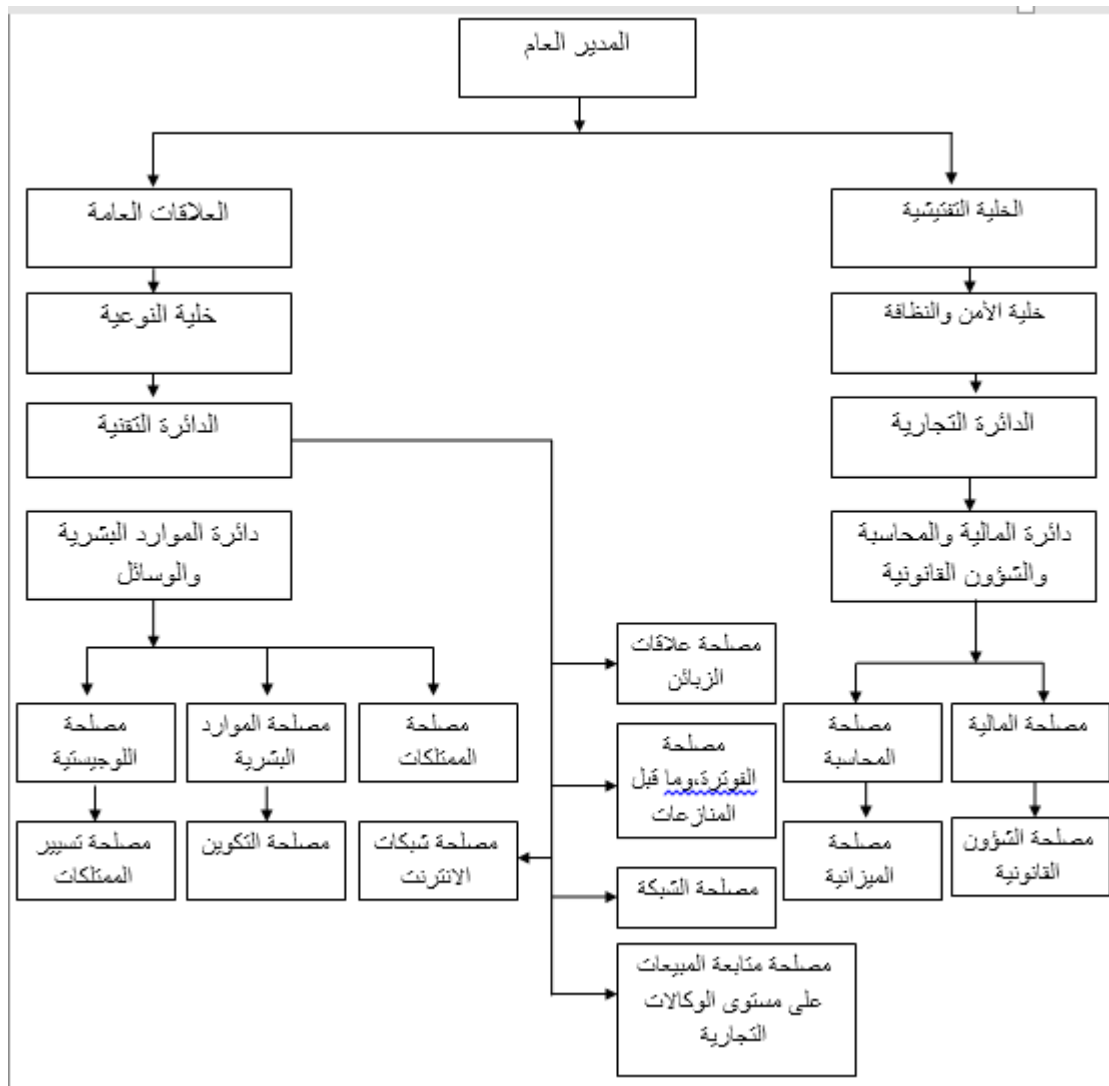 المدير العام
الخلية التفتيشية
العلاقات العامة
خلية الأمن والنظافة
خلية النوعية
الدائرة التجارية
الدائرة التقنية
دائرة المالية والمحاسبة
والشؤون القانونية
دائرة الموارد البشرية
والوسائل
مصلحة علاقات
الزبائن
مصلحة المالية
مصلحة
المحاسبة
مصلحة
الفوترة،وما قبل
المنازعات
مصلحة
الممتلكات
مصلحة الموارد
البشرية
مصلحة
اللوجيستية
مصلحة الشؤون
القانونية
مصلحة
الميزانية
مصلحة شبكات
الانترنت
مصلحة التكوين
مصلحة تسيير
الممتلكات
مصلحة الشبكة
مصلحة متابعة المبيعات
على مستوى الوكالات
التجارية